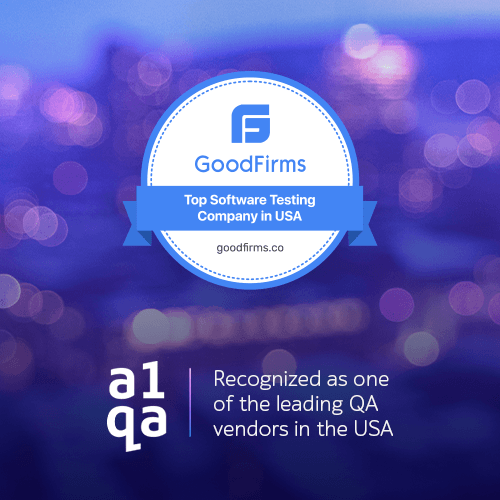 GoodFirms
Top Software Testing
Company in USA
goodfirms.co
a1
qa
Recognized as one
of the leading QA
vendors in the USA